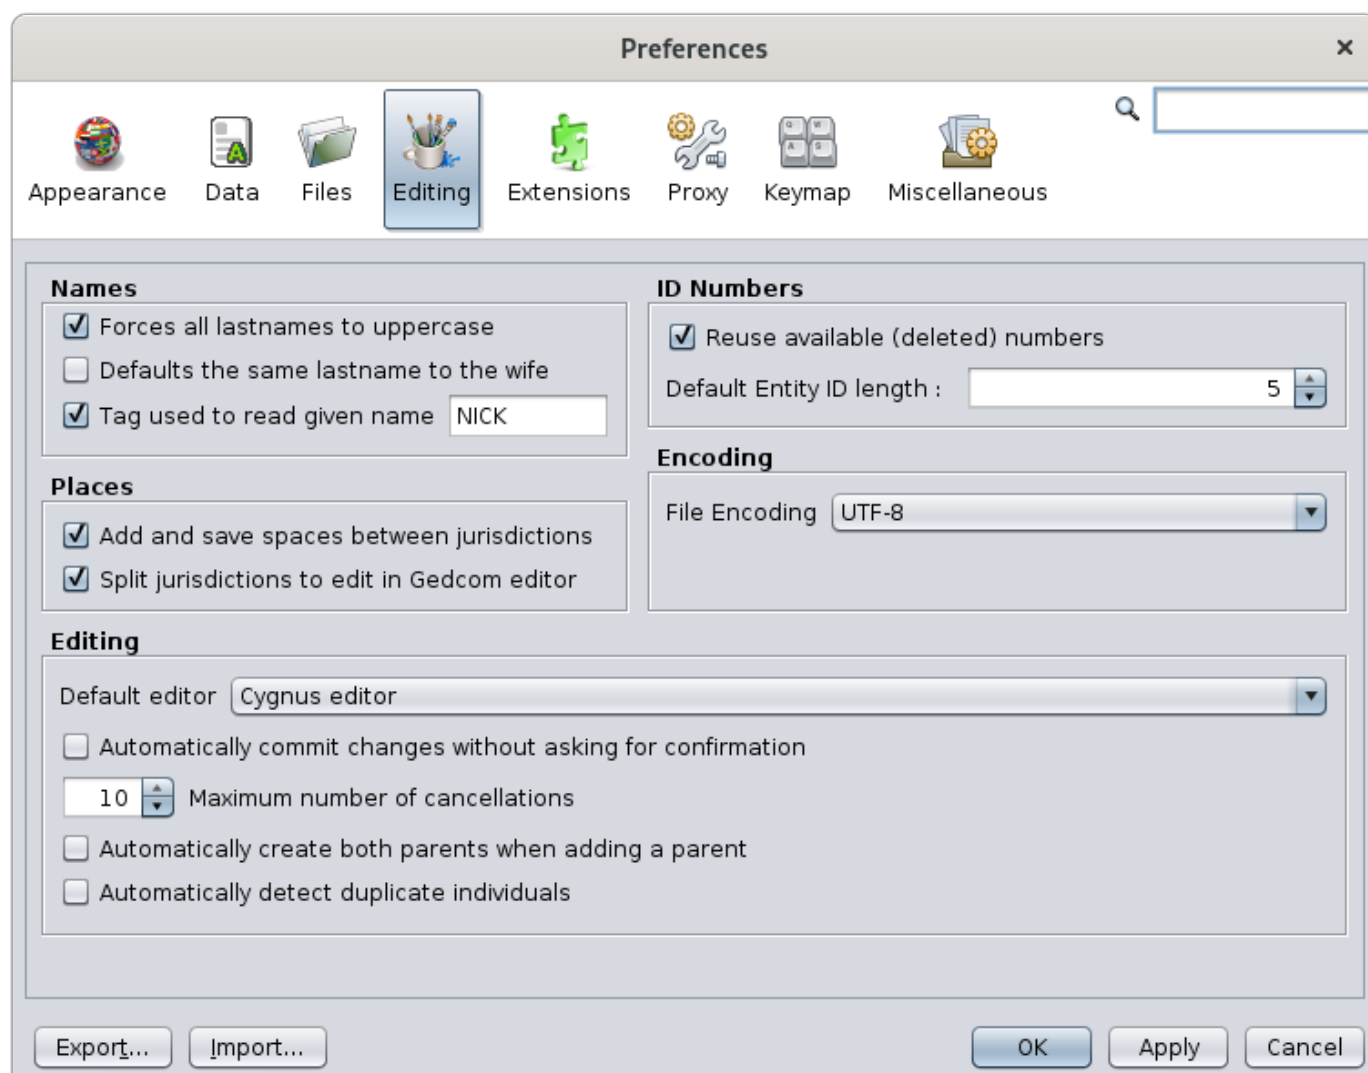 Preferences
Appearance Data Files Editing Extensions Proxy Keymap Miscellaneous
Names
Forces all lastnames to uppercase
Defaults the same lastname to the wife
Tag used to read given name NICK
ID Numbers
Reuse available (deleted) numbers
Default Entity ID length : 5
Places
Add and save spaces between jurisdictions
Split jurisdictions to edit in Gedcom editor
Encoding
File Encoding UTF-8
Editing
Default editor Cygnus editor
Automatically commit changes without asking for confirmation
10 Maximum number of cancellations
Automatically create both parents when adding a parent
Automatically detect duplicate individuals
Export... Import... OK Apply Cancel